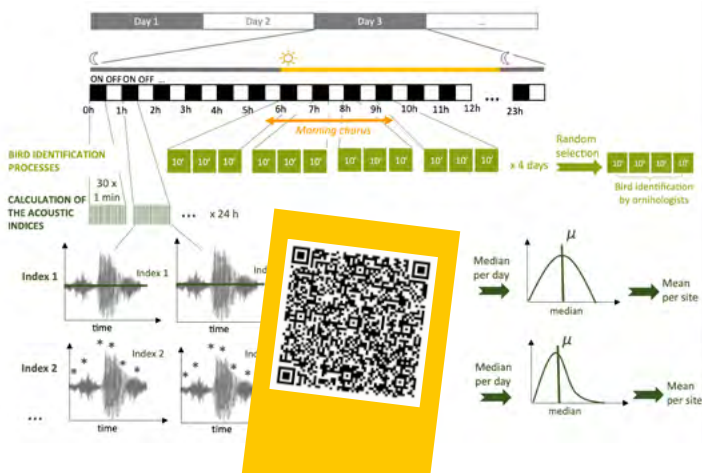 Day 1 Day 2 Day 3 ...
ON OFF ON OFF ...
0h 1h 2h 3h 4h 5h 6h 7h 8h 9h 10h 11h 12h ... 23h
Morning chorus
BIRD IDENTIFICATION
PROCESSES
10' 10' 10' 10' 10' 10' 10' 10' 10' 10' 10' 10'
x 4 days
Random
selection
10' 10' 10' 10'
Bird identification
by ornihologists
CALCULATION OF
THE ACOUSTIC
INDICES
30 x
1 min
... x 24 h
Index 1
Index 1
time
Median
per day
μ
median
Mean
per site
Index 2
Index 2
time
Median
per day
μ
median
Mean
per site
...